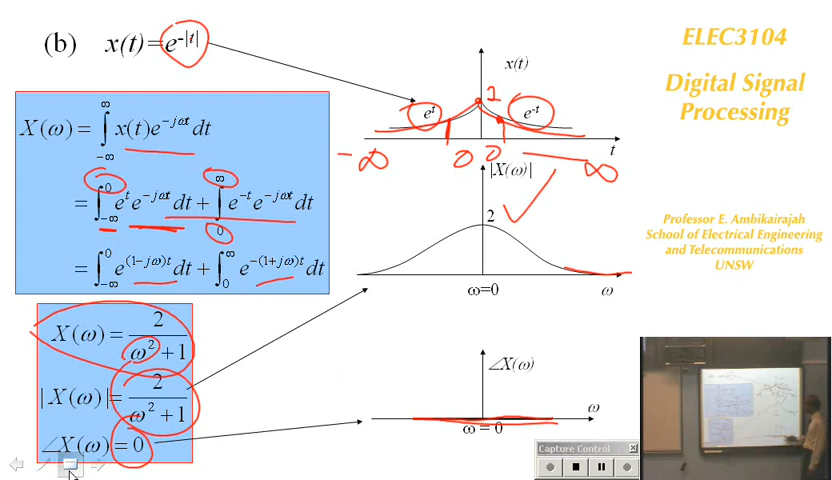 (b) x(t) = e^{-|t|}
ELEC3104
Digital Signal
Processing
Professor E. Ambikairajah
School of Electrical Engineering
and Telecommunications
UNSW
X(ω) = ∫_{-∞}^{∞} x(t)e^{-jωt} dt
= ∫_{-∞}^{0} e^{t} e^{-jωt} dt + ∫_{0}^{∞} e^{-t} e^{-jωt} dt
= ∫_{-∞}^{0} e^{(1-jω)t} dt + ∫_{0}^{∞} e^{-(1+jω)t} dt
X(ω) = 2/(ω² + 1)
|X(ω)| = 2/(ω² + 1)
∠X(ω) = 0
x(t)
e^{t}
e^{-t}
t
-∞ 0 0 ∞
|X(ω)|
2
ω=0
ω
∠X(ω)
ω
ω = 0
Capture Control